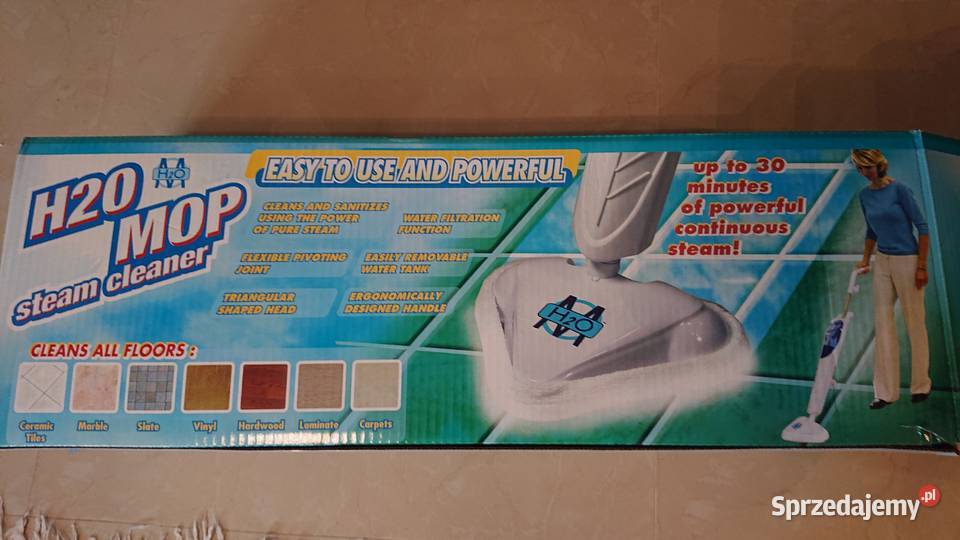 H2O
MOP
steam cleaner
H2O
EASY TO USE AND POWERFUL
CLEANS AND SANITIZES
USING THE POWER
OF PURE STEAM
WATER FILTRATION
FUNCTION
FLEXIBLE PIVOTING
JOINT
EASILY REMOVABLE
WATER TANK
TRIANGULAR
SHAPED HEAD
ERGONOMICALLY
DESIGNED HANDLE
up to 30
minutes
of powerful
continuous
steam!
M
H2O
CLEANS ALL FLOORS :
Ceramic
Tiles
Marble
Slate
Vinyl
Hardwood
Laminate
Carpets
Sprzedajemy.pl